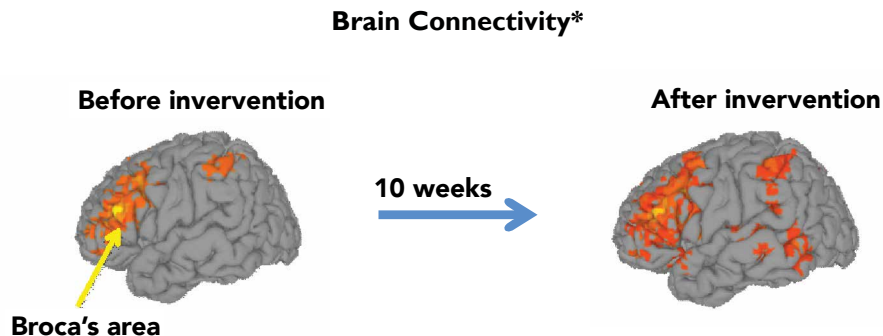 Brain Connectivity*
Before invervention
After invervention
10 weeks
Broca's area